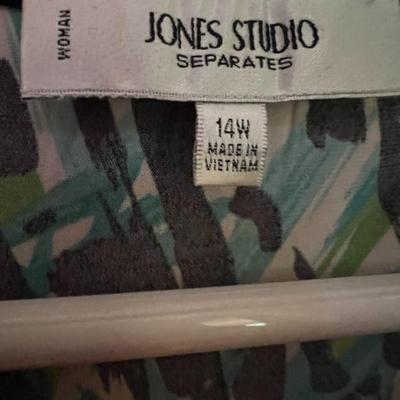 WOMAN
JONES STUDIO
SEPARATES
14W
MADE IN
VIETNAM